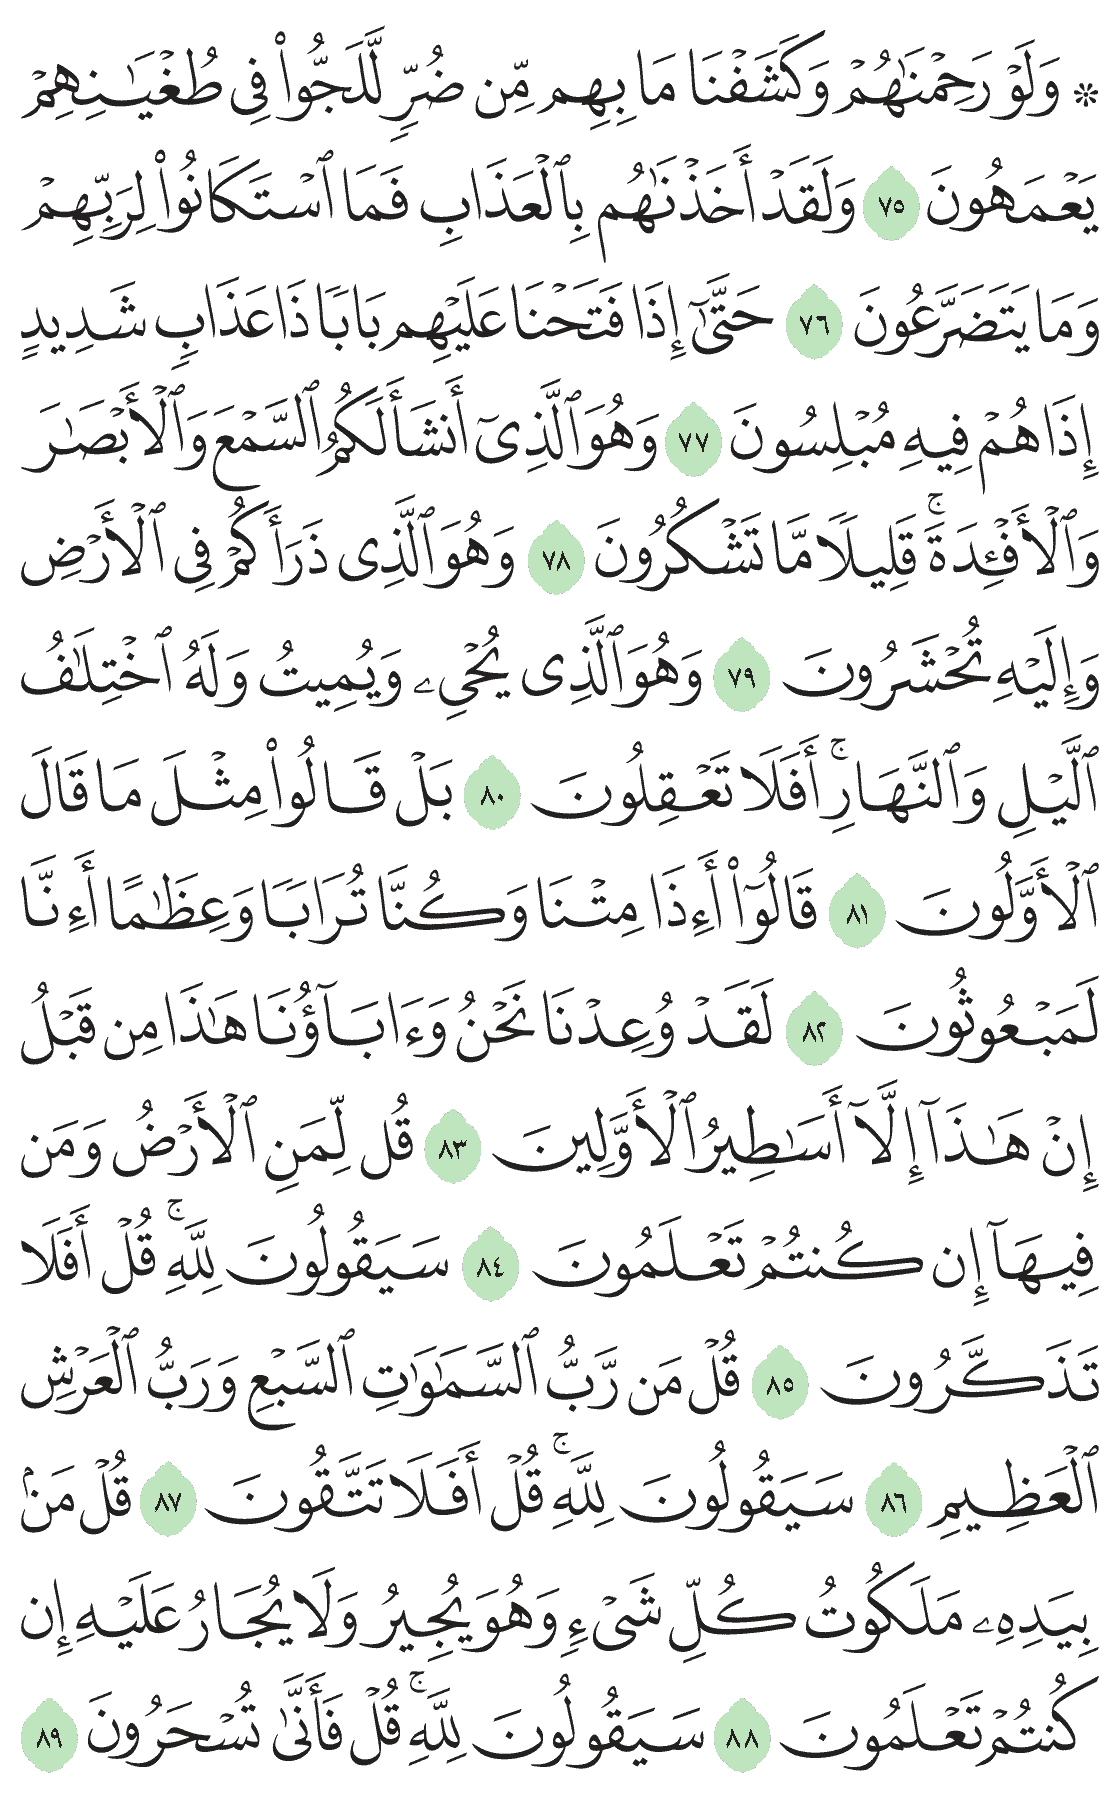 ۞ وَلَوْ رَحِمْنَٰهُمْ وَكَشَفْنَا مَا بِهِم مِّن ضُرٍّ لَّلَجُّوا۟ فِى طُغْيَٰنِهِمْ
يَعْمَهُونَ ٧٥ وَلَقَدْ أَخَذْنَٰهُم بِٱلْعَذَابِ فَمَا ٱسْتَكَانُوا۟ لِرَبِّهِمْ
وَمَا يَتَضَرَّعُونَ ٧٦ حَتَّىٰٓ إِذَا فَتَحْنَا عَلَيْهِم بَابًا ذَا عَذَابٍ شَدِيدٍ
إِذَا هُمْ فِيهِ مُبْلِسُونَ ٧٧ وَهُوَ ٱلَّذِىٓ أَنشَأَ لَكُمُ ٱلسَّمْعَ وَٱلْأَبْصَٰرَ
وَٱلْأَفْـِٔدَةَ ۚ قَلِيلًا مَّا تَشْكُرُونَ ٧٨ وَهُوَ ٱلَّذِى ذَرَأَكُمْ فِى ٱلْأَرْضِ
وَإِلَيْهِ تُحْشَرُونَ ٧٩ وَهُوَ ٱلَّذِى يُحْىِۦ وَيُمِيتُ وَلَهُ ٱخْتِلَٰفُ
ٱلَّيْلِ وَٱلنَّهَارِ ۚ أَفَلَا تَعْقِلُونَ ٨٠ بَلْ قَالُوا۟ مِثْلَ مَا قَالَ
ٱلْأَوَّلُونَ ٨١ قَالُوٓا۟ أَءِذَا مِتْنَا وَكُنَّا تُرَابًا وَعِظَٰمًا أَءِنَّا
لَمَبْعُوثُونَ ٨٢ لَقَدْ وُعِدْنَا نَحْنُ وَءَابَآؤُنَا هَٰذَا مِن قَبْلُ
إِنْ هَٰذَآ إِلَّآ أَسَٰطِيرُ ٱلْأَوَّلِينَ ٨٣ قُل لِّمَنِ ٱلْأَرْضُ وَمَن
فِيهَآ إِن كُنتُمْ تَعْلَمُونَ ٨٤ سَيَقُولُونَ لِلَّهِ ۚ قُلْ أَفَلَا
تَذَكَّرُونَ ٨٥ قُلْ مَن رَّبُّ ٱلسَّمَٰوَٰتِ ٱلسَّبْعِ وَرَبُّ ٱلْعَرْشِ
ٱلْعَظِيمِ ٨٦ سَيَقُولُونَ لِلَّهِ ۚ قُلْ أَفَلَا تَتَّقُونَ ٨٧ قُلْ مَنۢ
بِيَدِهِۦ مَلَكُوتُ كُلِّ شَىْءٍ وَهُوَ يُجِيرُ وَلَا يُجَارُ عَلَيْهِ إِن
كُنتُمْ تَعْلَمُونَ ٨٨ سَيَقُولُونَ لِلَّهِ ۚ قُلْ فَأَنَّىٰ تُسْحَرُونَ ٨٩